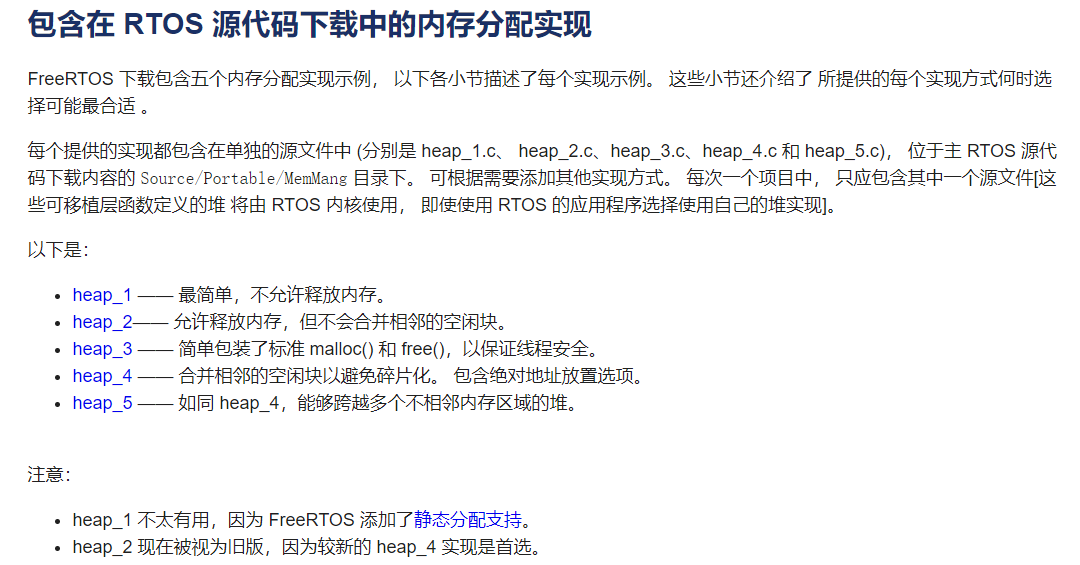 包含在 RTOS 源代码下载中的内存分配实现
FreeRTOS 下载包含五个内存分配实现示例， 以下各小节描述了每个实现示例。 这些小节还介绍了 所提供的每个实现方式何时选
择可能最合适 。
每个提供的实现都包含在单独的源文件中 (分别是 heap_1.c、 heap_2.c、heap_3.c、heap_4.c 和 heap_5.c)， 位于主 RTOS 源代
码下载内容的 Source/Portable/MemMang 目录下。 可根据需要添加其他实现方式。 每次一个项目中， 只应包含其中一个源文件[这
些可移植层函数定义的堆 将由 RTOS 内核使用， 即使使用 RTOS 的应用程序选择使用自己的堆实现]。
以下是：
• heap_1 —— 最简单，不允许释放内存。
• heap_2—— 允许释放内存，但不会合并相邻的空闲块。
• heap_3 —— 简单包装了标准 malloc() 和 free()，以保证线程安全。
• heap_4 —— 合并相邻的空闲块以避免碎片化。 包含绝对地址放置选项。
• heap_5 —— 如同 heap_4，能够跨越多个不相邻内存区域的堆。
注意：
• heap_1 不太有用，因为 FreeRTOS 添加了静态分配支持。
• heap_2 现在被视为旧版，因为较新的 heap_4 实现是首选。